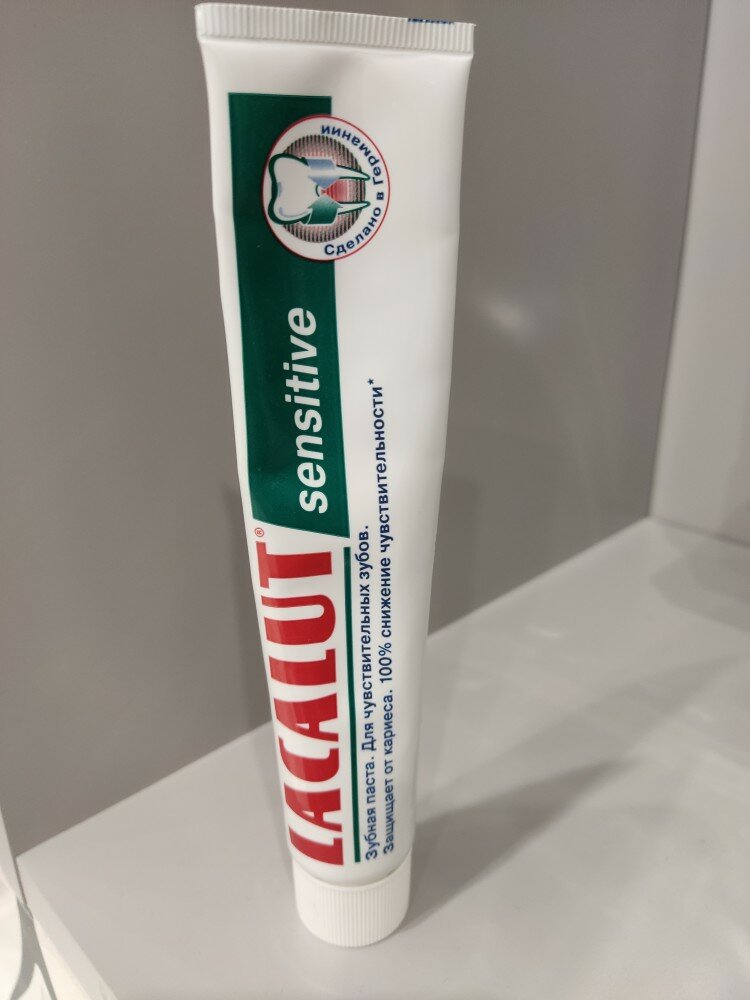 LACALUT®
sensitive
Сделано в Германии
Зубная паста. Для чувствительных зубов.
Защищает от кариеса. 100% снижение чувствительности*